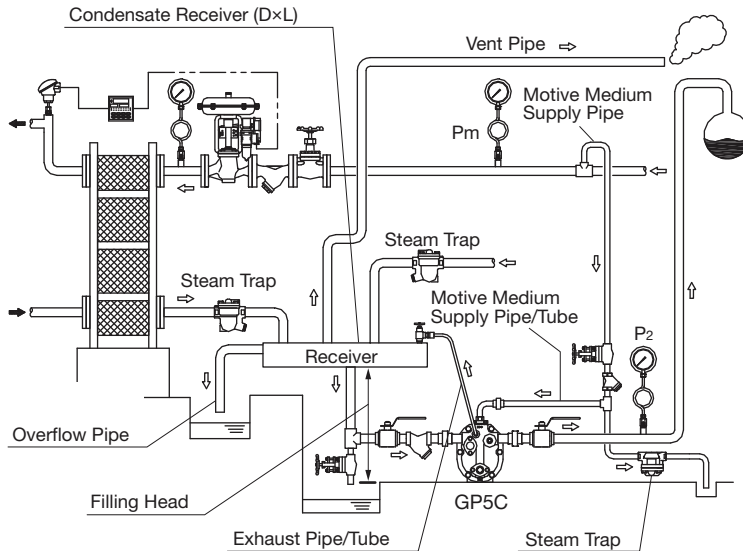 Condensate Receiver (D×L)
Vent Pipe
Motive Medium
Supply Pipe
Pm
Steam Trap
Steam Trap
Motive Medium
Supply Pipe/Tube
P2
Receiver
Overflow Pipe
Filling Head
GP5C
Exhaust Pipe/Tube
Steam Trap